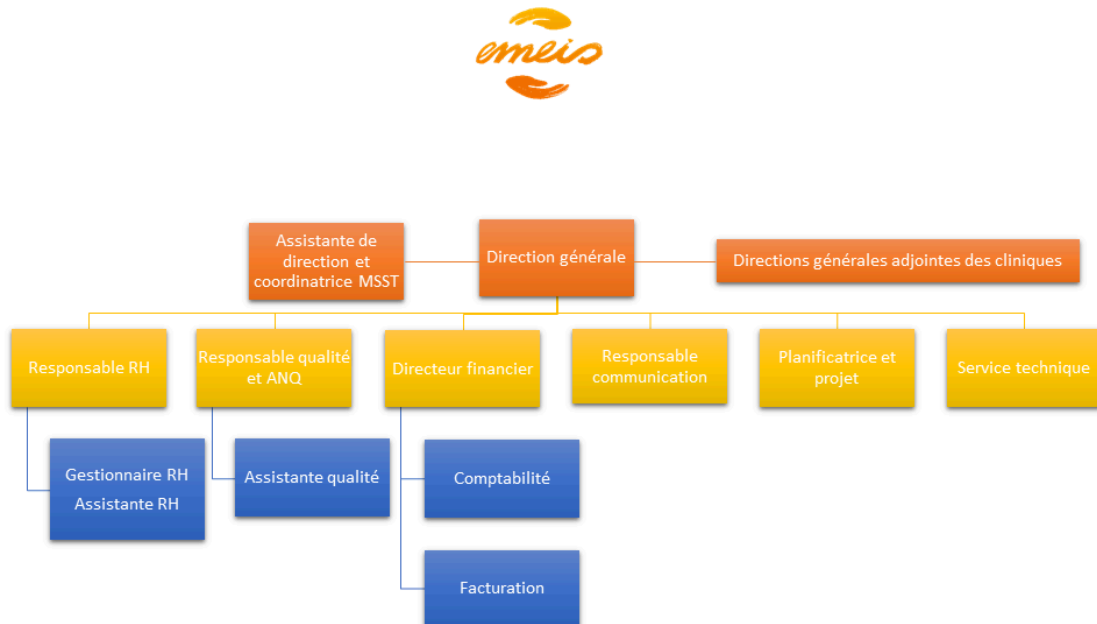 emeis
Assistante de
direction et
coordinatrice MSST
Direction générale
Directions générales adjointes des cliniques
Responsable RH
Responsable qualité
et ANQ
Directeur financier
Responsable
communication
Planificatrice et
projet
Service technique
Gestionnaire RH
Assistante RH
Assistante qualité
Comptabilité
Facturation